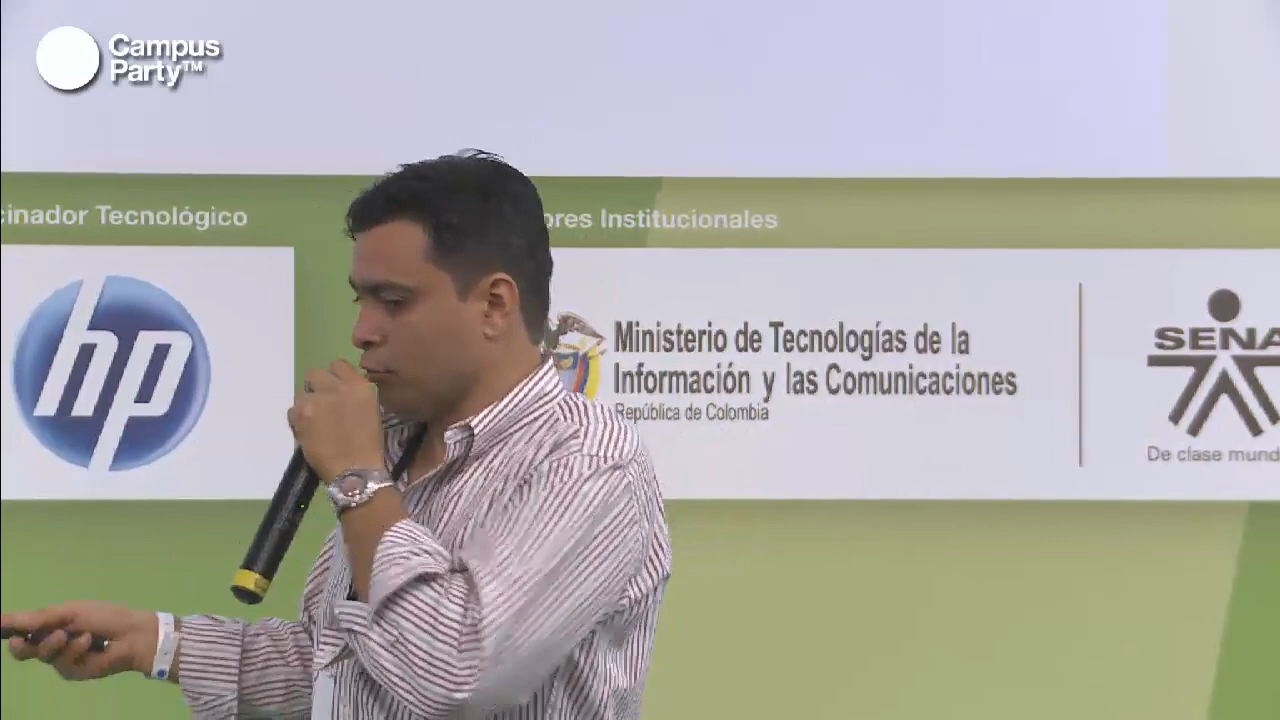 Campus
Party™
cinador Tecnológico
ores Institucionales
hp
Ministerio de Tecnologías de la
Información y las Comunicaciones
República de Colombia
SENA
De clase mund